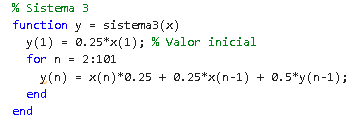 % Sistema 3
function y = sistema3(x)
y(1) = 0.25*x(1); % Valor inicial
for n = 2:101
y(n) = x(n)*0.25 + 0.25*x(n-1) + 0.5*y(n-1);
end
end